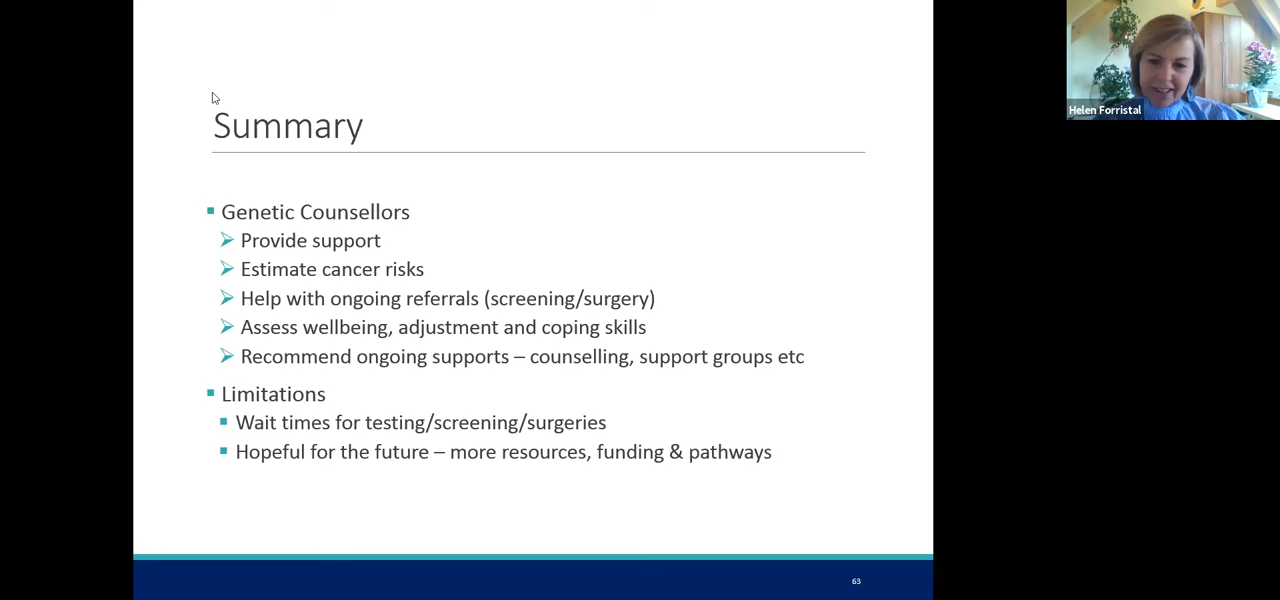 Helen Forristal
Summary
Genetic Counsellors
Provide support
Estimate cancer risks
Help with ongoing referrals (screening/surgery)
Assess wellbeing, adjustment and coping skills
Recommend ongoing supports – counselling, support groups etc
Limitations
Wait times for testing/screening/surgeries
Hopeful for the future – more resources, funding & pathways
63